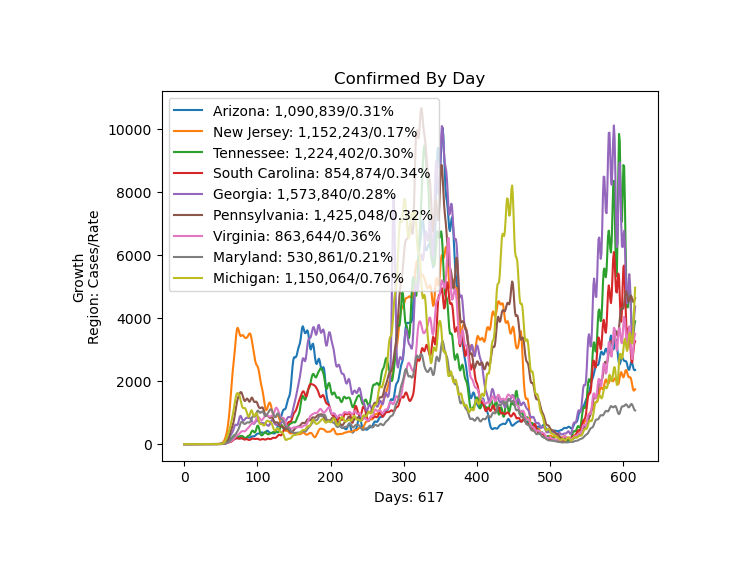 Confirmed By Day
Arizona: 1,090,839/0.31%
New Jersey: 1,152,243/0.17%
Tennessee: 1,224,402/0.30%
South Carolina: 854,874/0.34%
Georgia: 1,573,840/0.28%
Pennsylvania: 1,425,048/0.32%
Virginia: 863,644/0.36%
Maryland: 530,861/0.21%
Michigan: 1,150,064/0.76%
Growth
Region: Cases/Rate
10000
8000
6000
4000
2000
0
0 100 200 300 400 500 600
Days: 617